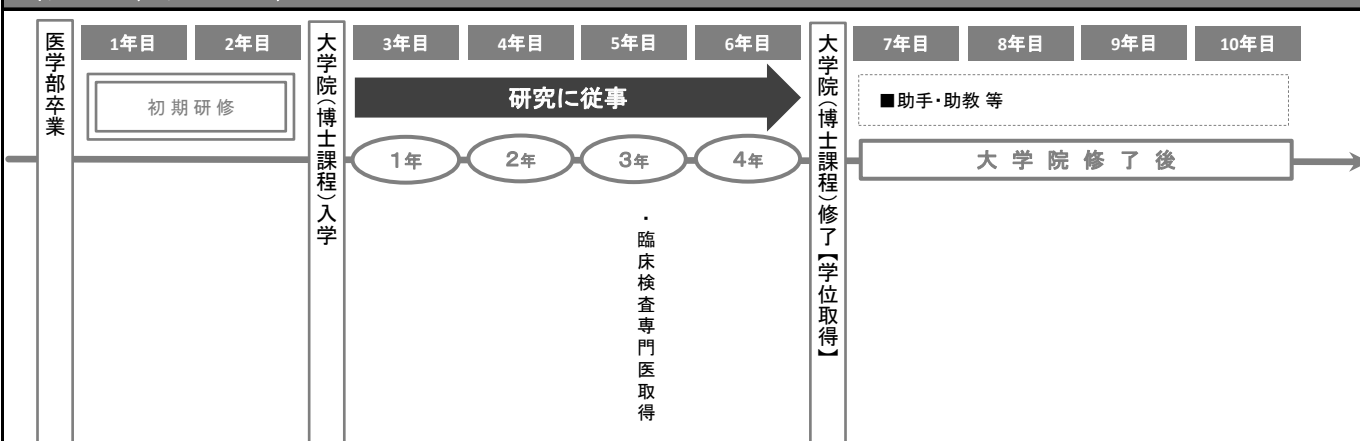 医学部卒業
1年目
2年目
初期研修
大学院（博士課程）入学
3年目
4年目
5年目
6年目
研究に従事
1年
2年
3年
4年
・臨床検査専門医取得
大学院（博士課程）修了【学位取得】
7年目
8年目
9年目
10年目
■助手・助教 等
大学院修了後